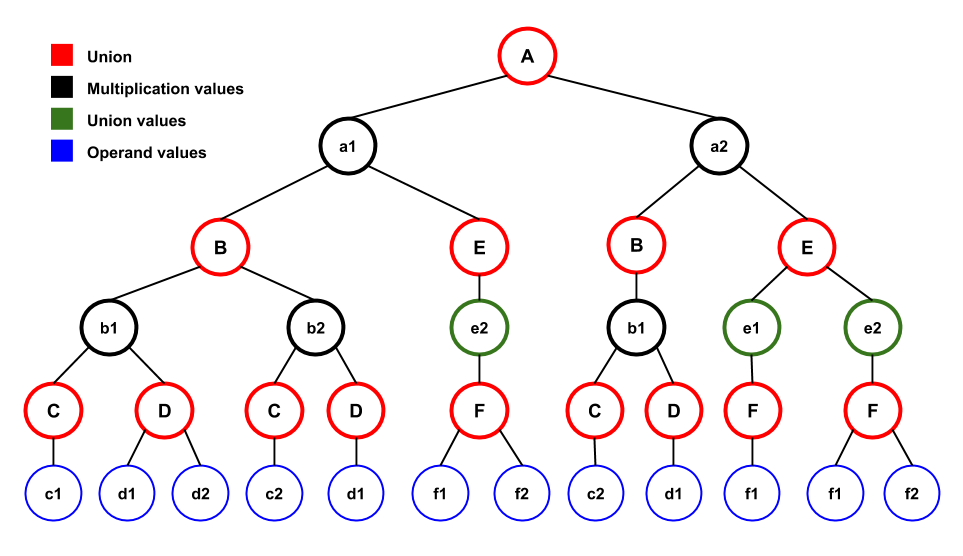 Union
Multiplication values
Union values
Operand values
A
a1 a2
B E B E
b1 b2 e2 b1 e1 e2
C D C D F C D F F
c1 d1 d2 c2 d1 f1 f2 c2 d1 f1 f1 f2